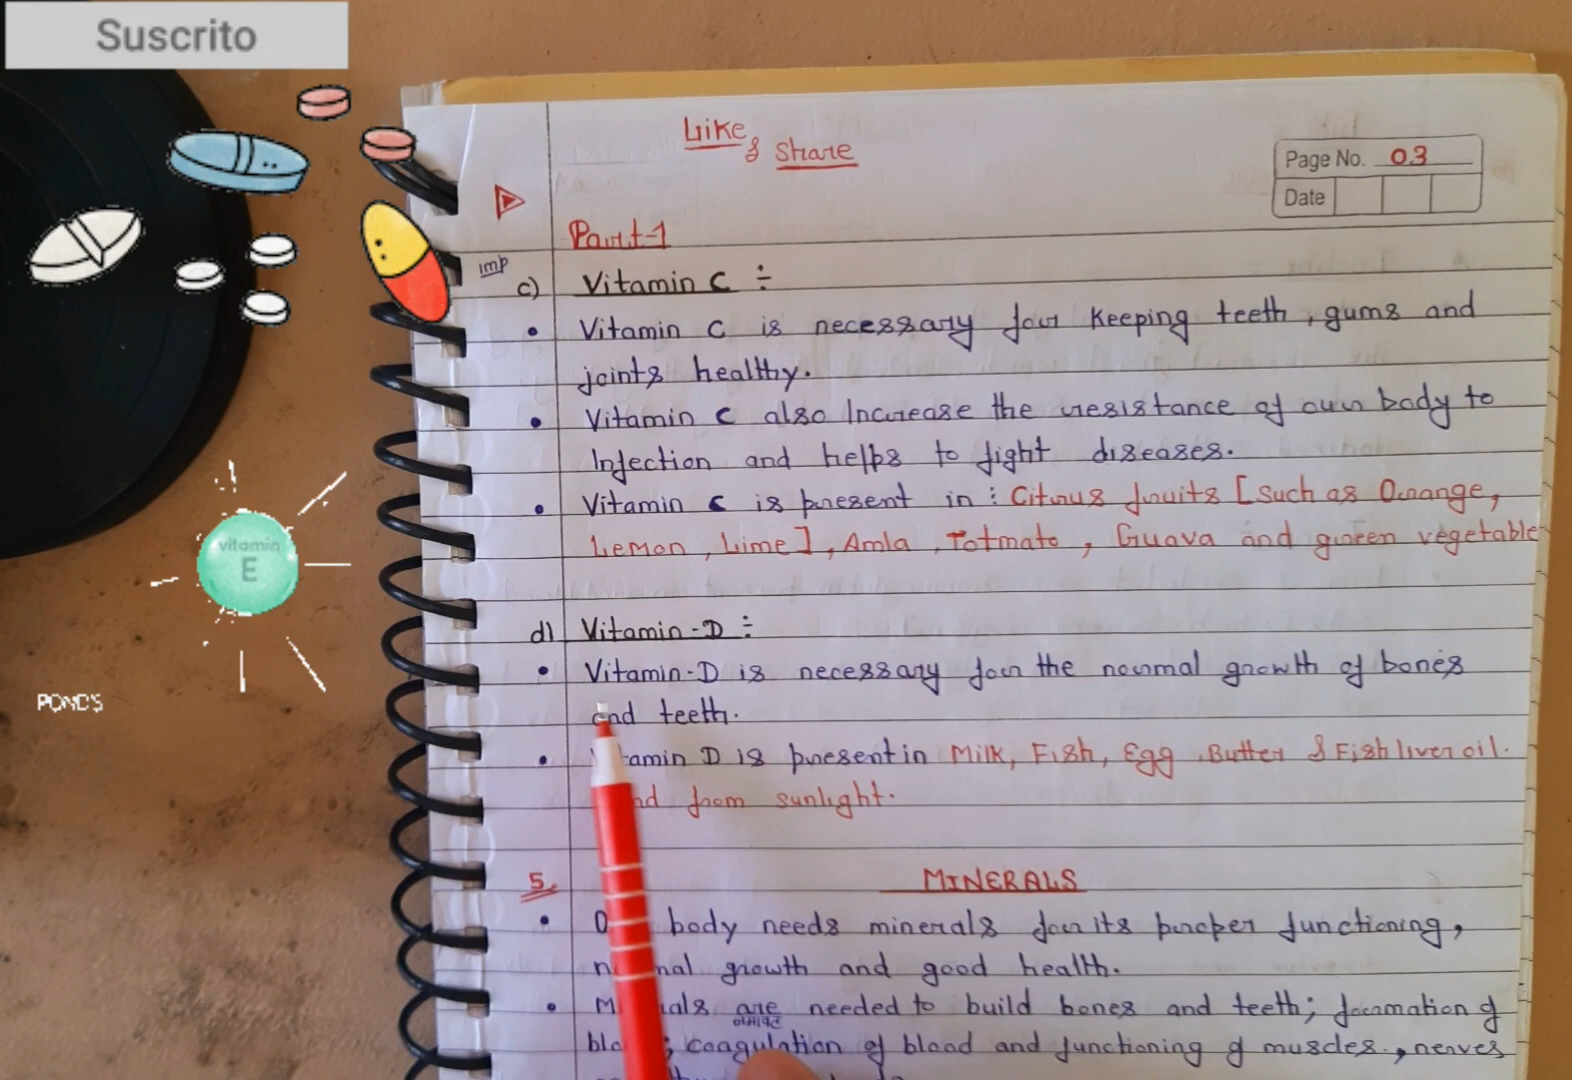 Suscrito
Like
& Share
Page No. 03
Date
Part-1
imp
c) Vitamin C ÷
• Vitamin C is necessary for keeping teeth, gums and
joints healthy.
• Vitamin C also Increase the resistance of our body to
Infection and helps to fight diseases.
• Vitamin C is present in : Citrus fruits [such as Orange,
Lemon, Lime], Amla, Totmato, Guava and green vegetable
vitamin
E
d) Vitamin-D ÷
• Vitamin-D is necessary for the normal growth of bones
and teeth.
POND'S
• Vitamin D is present in Milk, Fish, Egg, Butter & Fish liver oil.
from sunlight.
5. MINERALS
• body needs minerals for its proper functioning,
growth and good health.
• are needed to build bones and teeth; formation of
; coagulation of blood and functioning of muscles., nerves